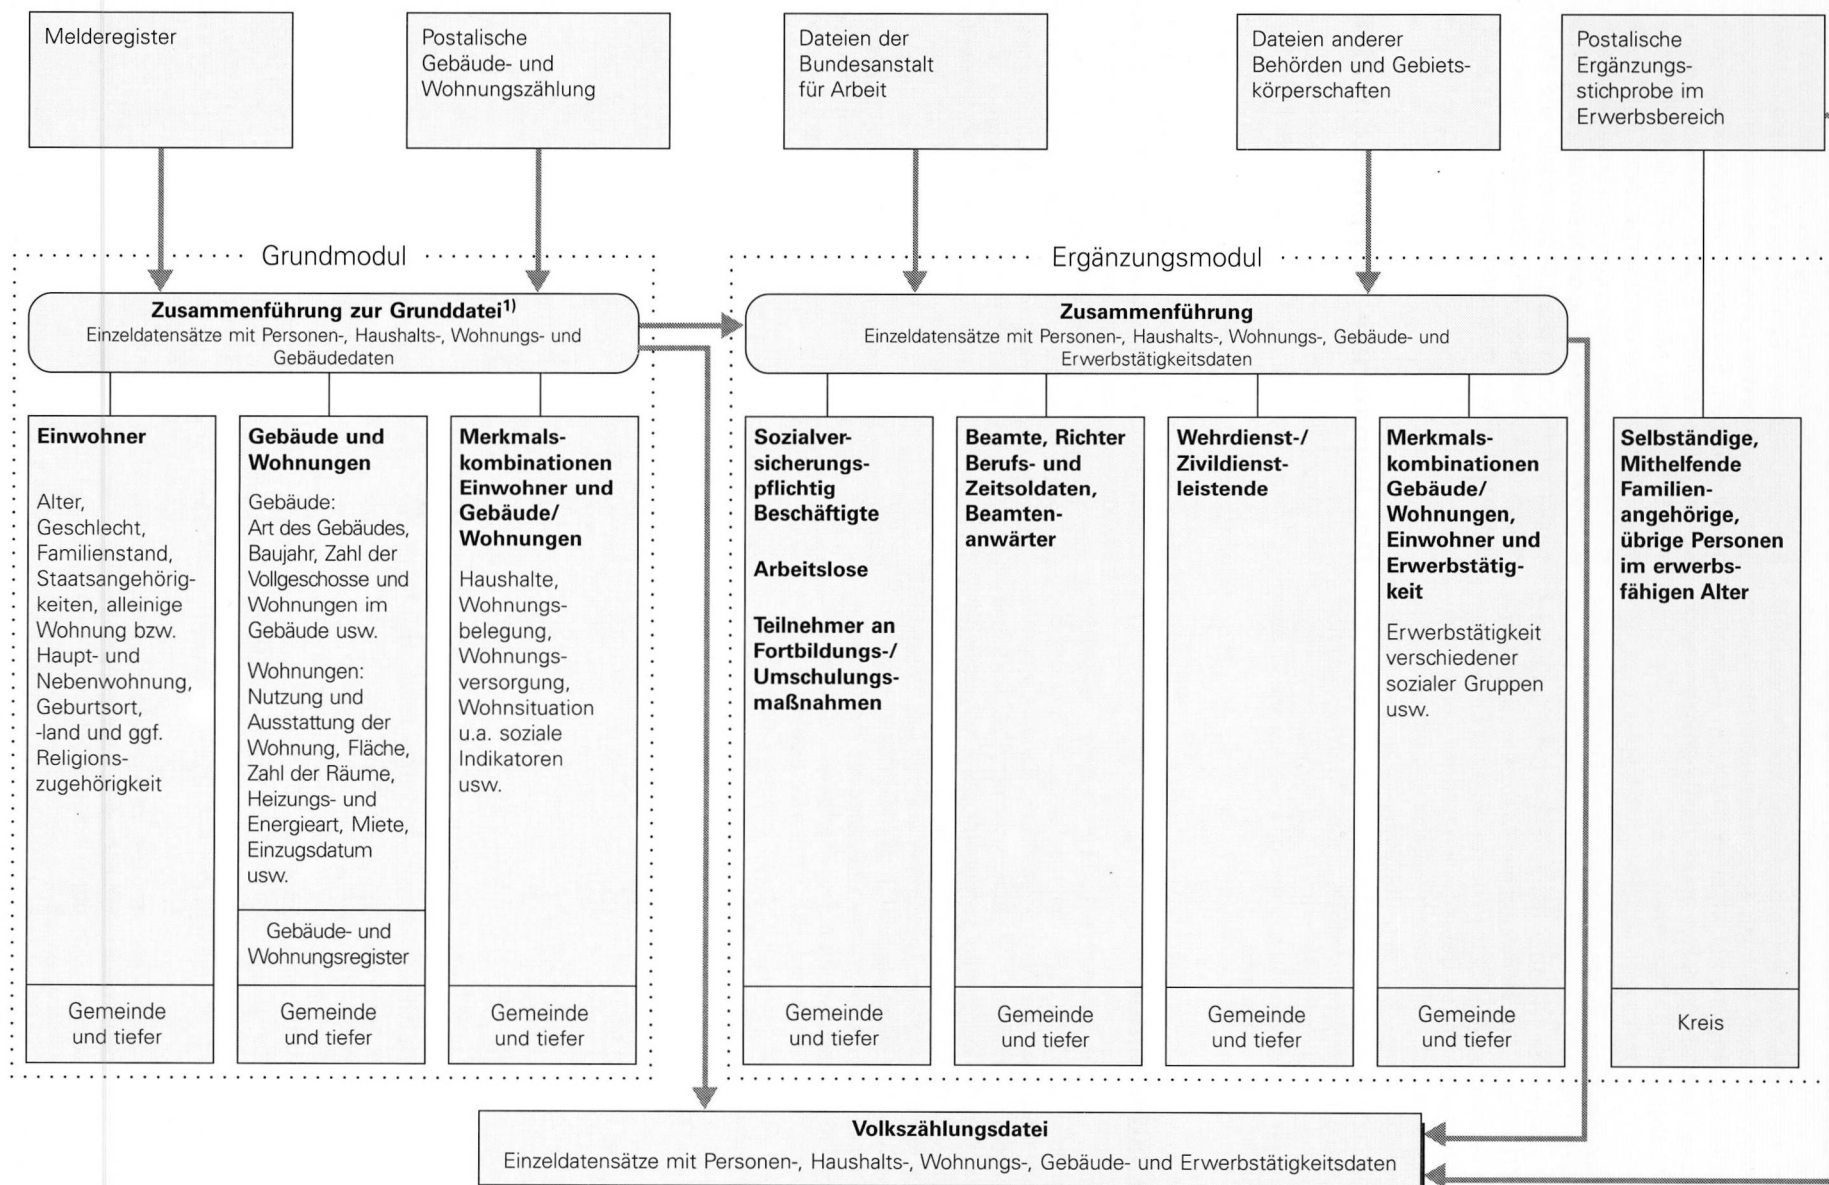 Melderegister
Postalische
Gebäude- und
Wohnungszählung
Dateien der
Bundesanstalt
für Arbeit
Dateien anderer
Behörden und Gebiets-
körperschaften
Postalische
Ergänzungs-
stichprobe im
Erwerbsbereich
Grundmodul
Zusammenführung zur Grunddatei1)
Einzeldatensätze mit Personen-, Haushalts-, Wohnungs- und
Gebäudedaten
Ergänzungsmodul
Zusammenführung
Einzeldatensätze mit Personen-, Haushalts-, Wohnungs-, Gebäude- und
Erwerbstätigkeitsdaten
Einwohner
Alter,
Geschlecht,
Familienstand,
Staatsangehörig-
keiten, alleinige
Wohnung bzw.
Haupt- und
Nebenwohnung,
Geburtsort,
-land und ggf.
Religions-
zugehörigkeit
Gemeinde
und tiefer
Gebäude und
Wohnungen
Gebäude:
Art des Gebäudes,
Baujahr, Zahl der
Vollgeschosse und
Wohnungen im
Gebäude usw.
Wohnungen:
Nutzung und
Ausstattung der
Wohnung, Fläche,
Zahl der Räume,
Heizungs- und
Energieart, Miete,
Einzugsdatum
usw.
Gebäude- und
Wohnungsregister
Gemeinde
und tiefer
Merkmals-
kombinationen
Einwohner und
Gebäude/
Wohnungen
Haushalte,
Wohnungs-
belegung,
Wohnungs-
versorgung,
Wohnsituation
u.a. soziale
Indikatoren
usw.
Gemeinde
und tiefer
Sozialver-
sicherungs-
pflichtig
Beschäftigte
Arbeitslose
Teilnehmer an
Fortbildungs-/
Umschulungs-
maßnahmen
Gemeinde
und tiefer
Beamte, Richter
Berufs- und
Zeitsoldaten,
Beamten-
anwärter
Gemeinde
und tiefer
Wehrdienst-/
Zivildienst-
leistende
Gemeinde
und tiefer
Merkmals-
kombinationen
Gebäude/
Wohnungen,
Einwohner und
Erwerbstätig-
keit
Erwerbstätigkeit
verschiedener
sozialer Gruppen
usw.
Gemeinde
und tiefer
Selbständige,
Mithelfende
Familien-
angehörige,
übrige Personen
im erwerbs-
fähigen Alter
Kreis
Volkszählungsdatei
Einzeldatensätze mit Personen-, Haushalts-, Wohnungs-, Gebäude- und Erwerbstätigkeitsdaten